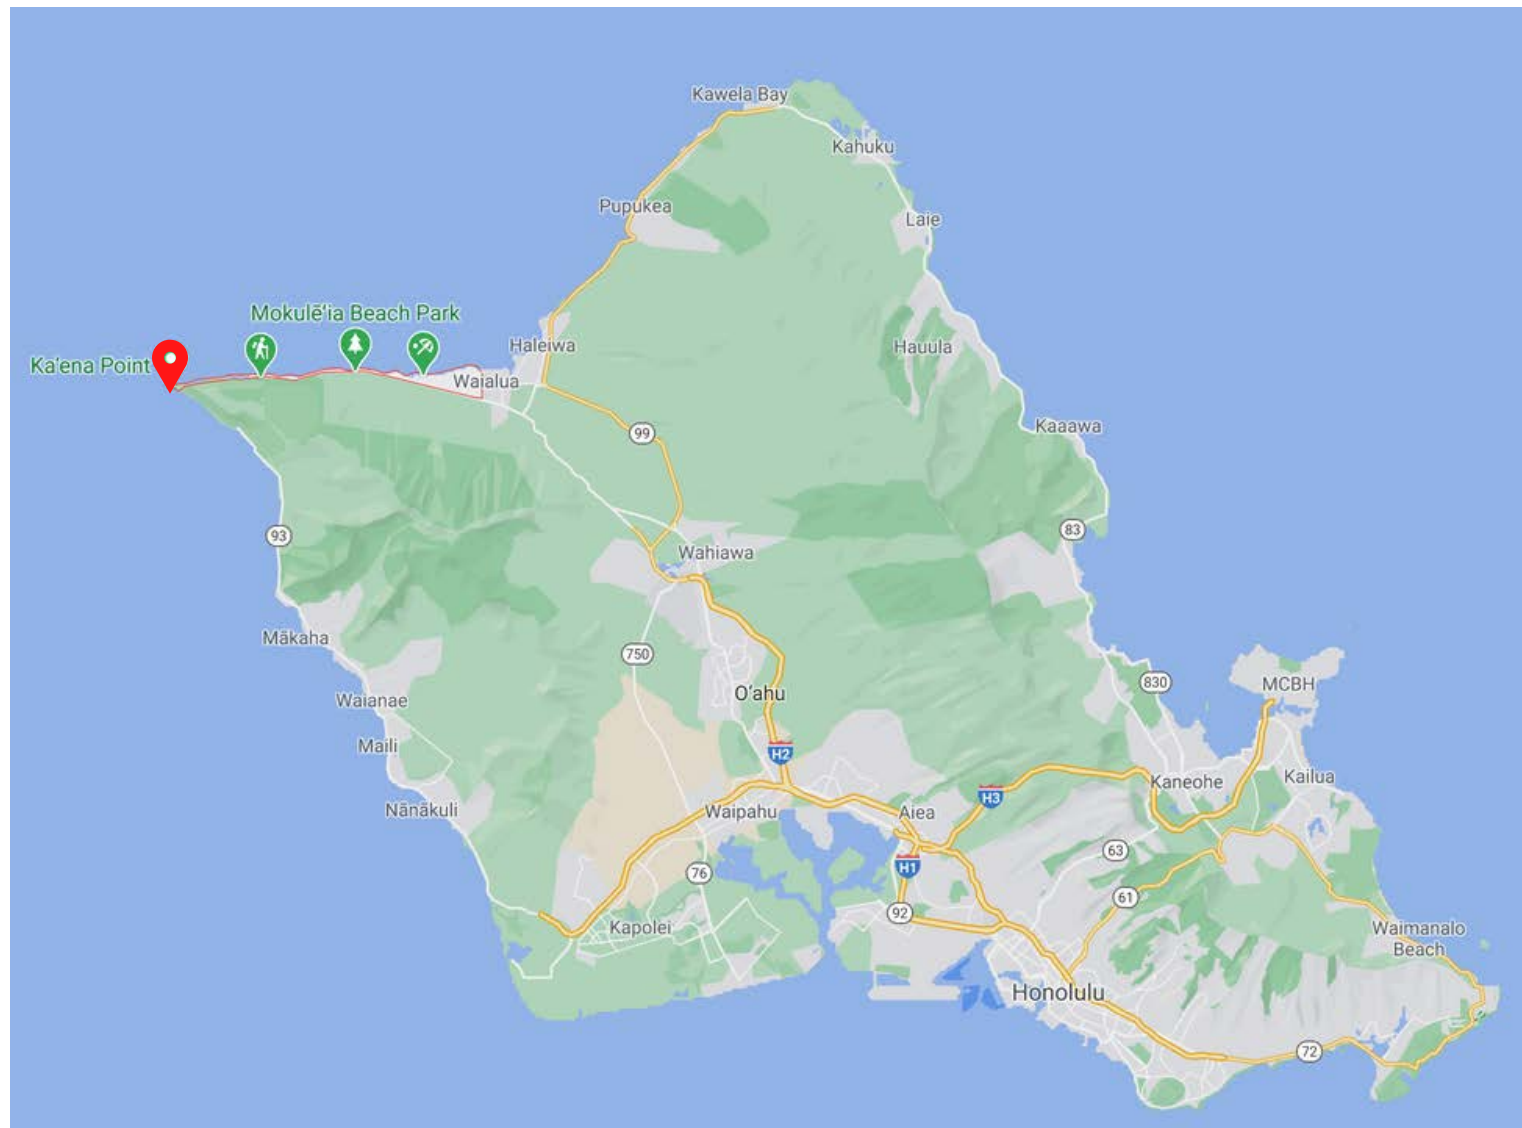 Kawela Bay
Kahuku
Pupukea
Laie
Mokulē‘ia Beach Park
Haleiwa
Hauula
Ka‘ena Point
Waialua
Kaaawa
99
83
93
Wahiawa
Mākaha
750
830
MCBH
O‘ahu
Waianae
Maili
H2
Kailua
Kaneohe
H3
Nānākuli
Waipahu
Aiea
63
H1
76
61
92
Kapolei
Waimanalo
Beach
Honolulu
72